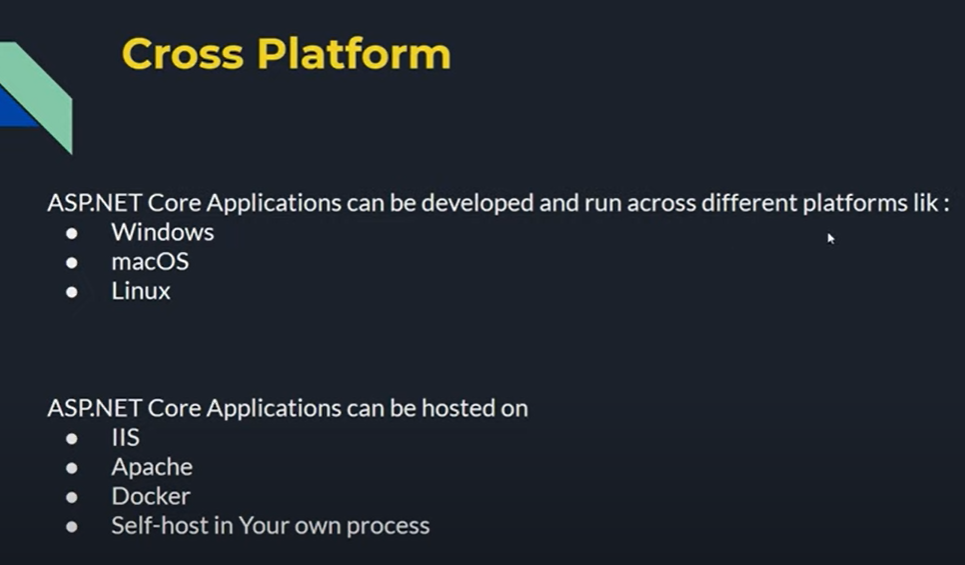 Cross Platform
ASP.NET Core Applications can be developed and run across different platforms lik :
● Windows
● macOS
● Linux
ASP.NET Core Applications can be hosted on
● IIS
● Apache
● Docker
● Self-host in Your own process